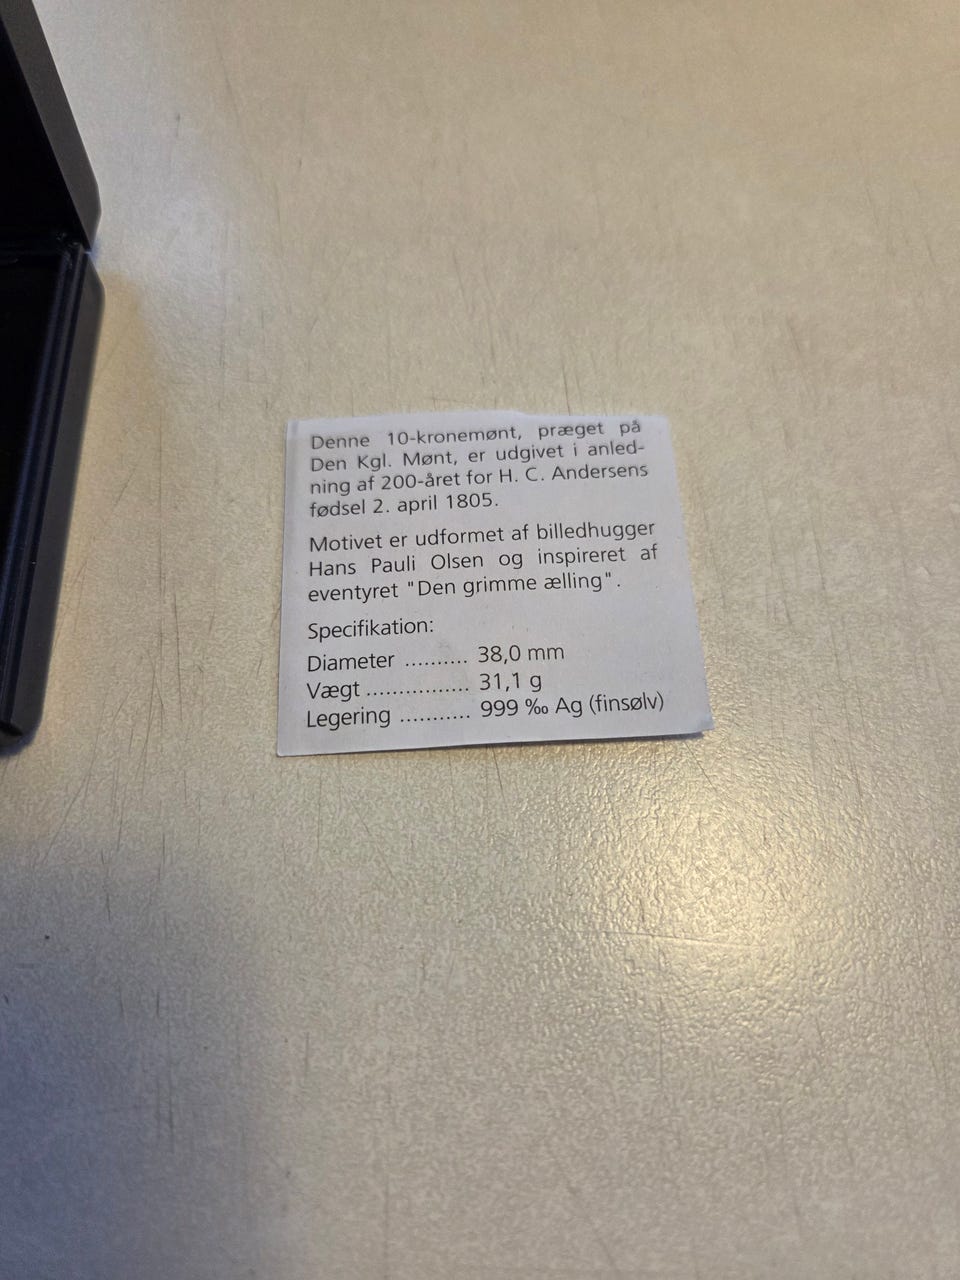 Denne 10-kronemønt, præget på
Den Kgl. Mønt, er udgivet i anled-
ning af 200-året for H. C. Andersens
fødsel 2. april 1805.
Motivet er udformet af billedhugger
Hans Pauli Olsen og inspireret af
eventyret "Den grimme ælling".
Specifikation:
Diameter .......... 38,0 mm
Vægt ................ 31,1 g
Legering ........... 999 ‰ Ag (finsølv)